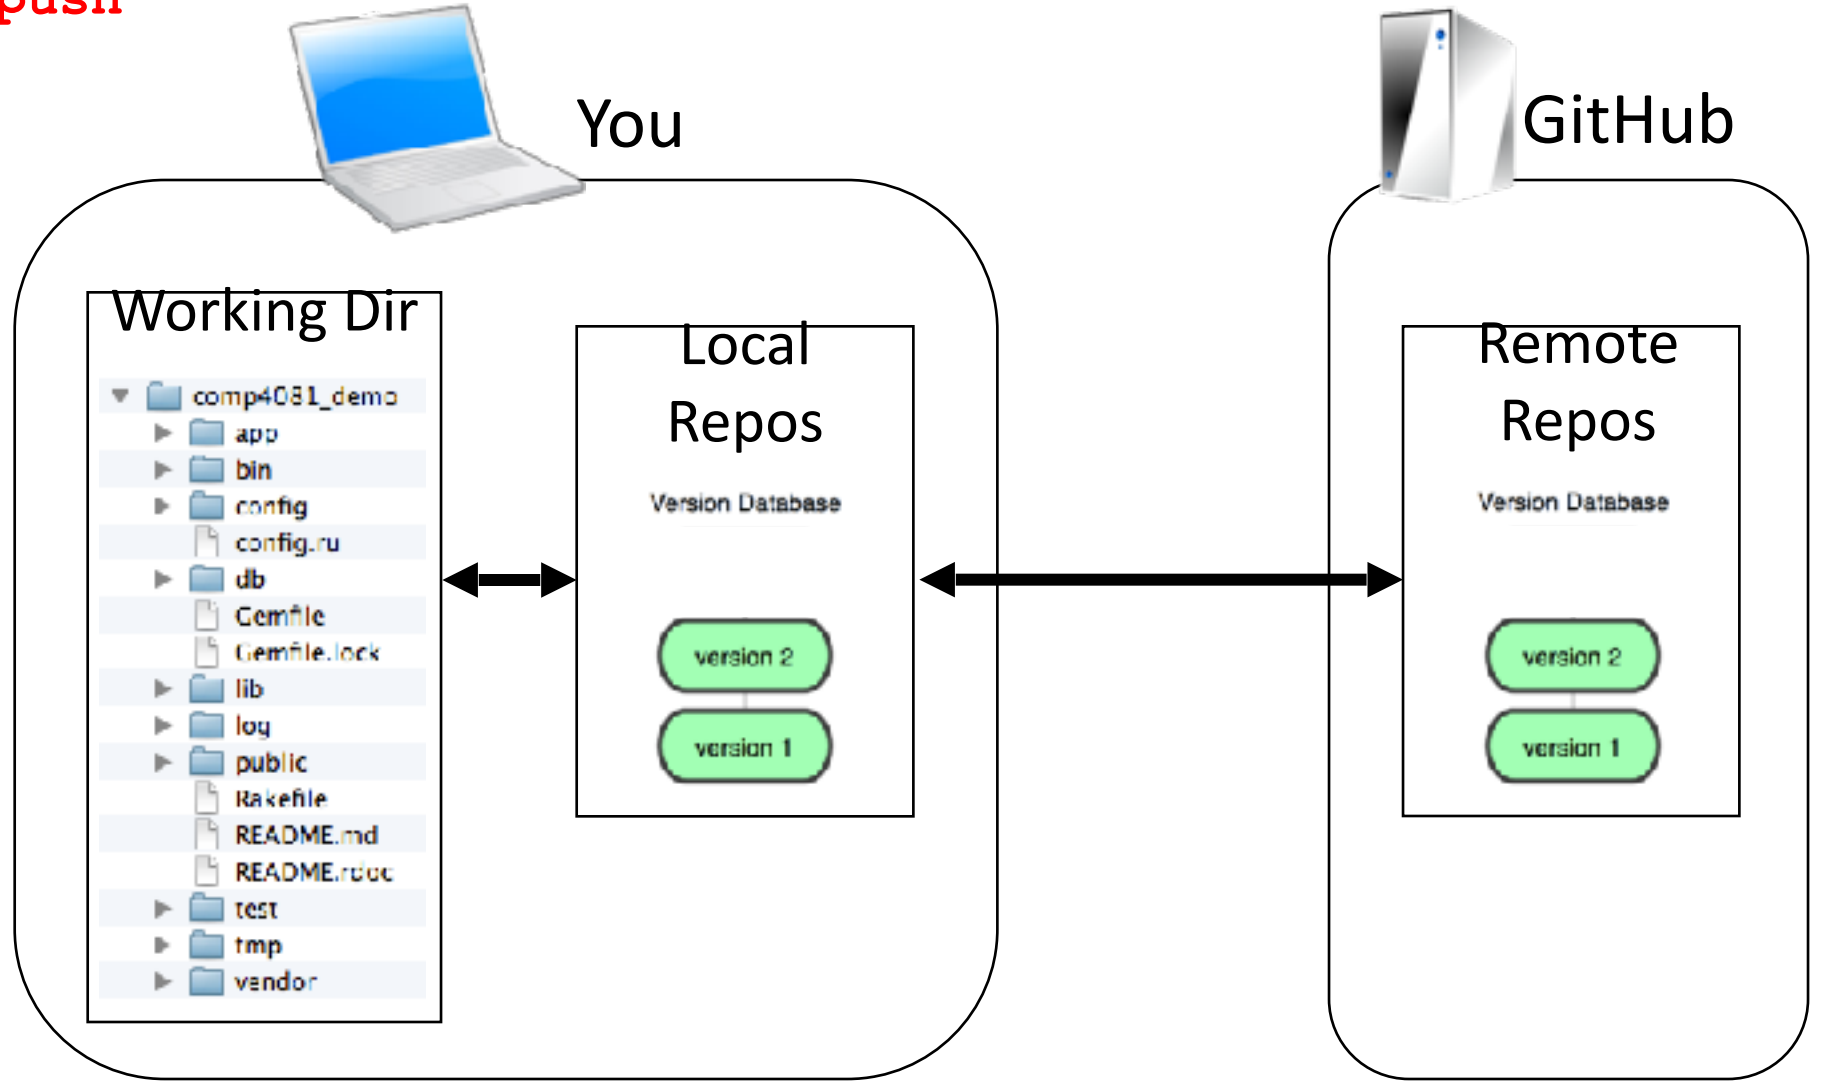 push
You
GitHub
Working Dir
comp4081_demo
app
bin
config
config.ru
db
Gemfile
Gemfile.lock
lib
log
public
Rakefile
README.md
README.rdoc
test
tmp
vendor
Local
Repos
Version Database
version 2
version 1
Remote
Repos
Version Database
version 2
version 1